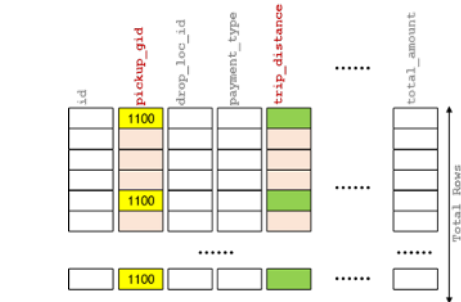 id
pickup_gid
drop_loc_id
payment_type
trip_distance
......
total_amount
1100
1100
......
......
......
1100
......
Total Rows